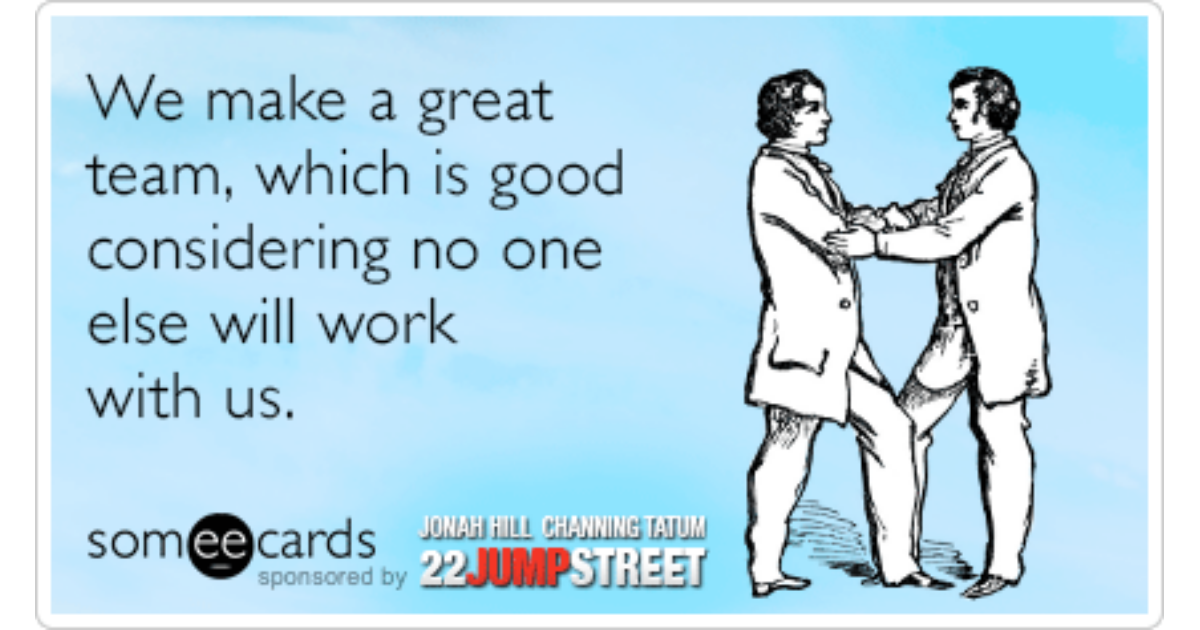 We make a great
team, which is good
considering no one
else will work
with us.
someecards
sponsored by
JONAH HILL CHANNING TATUM
22JUMPSTREET